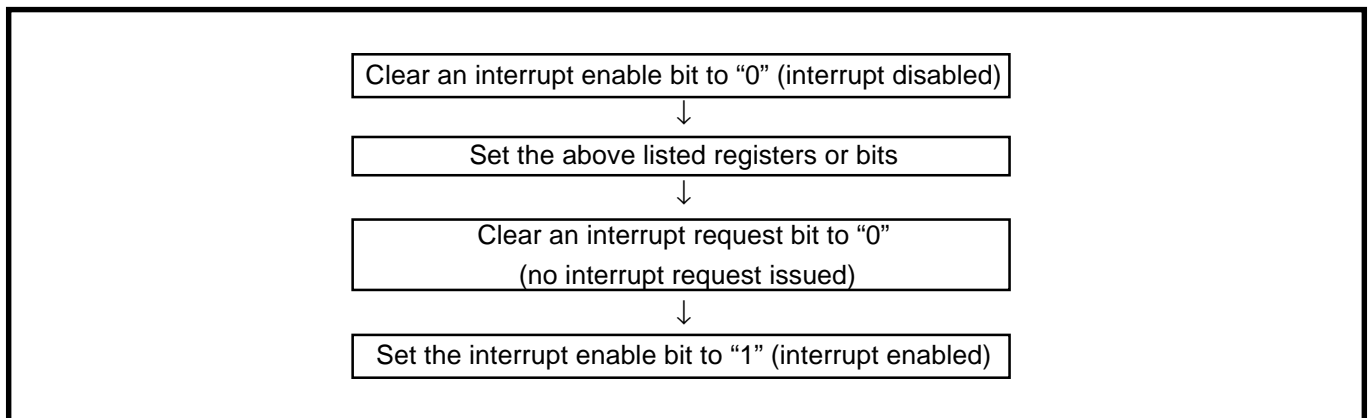 Clear an interrupt enable bit to “0” (interrupt disabled)
↓
Set the above listed registers or bits
↓
Clear an interrupt request bit to “0”
(no interrupt request issued)
↓
Set the interrupt enable bit to “1” (interrupt enabled)